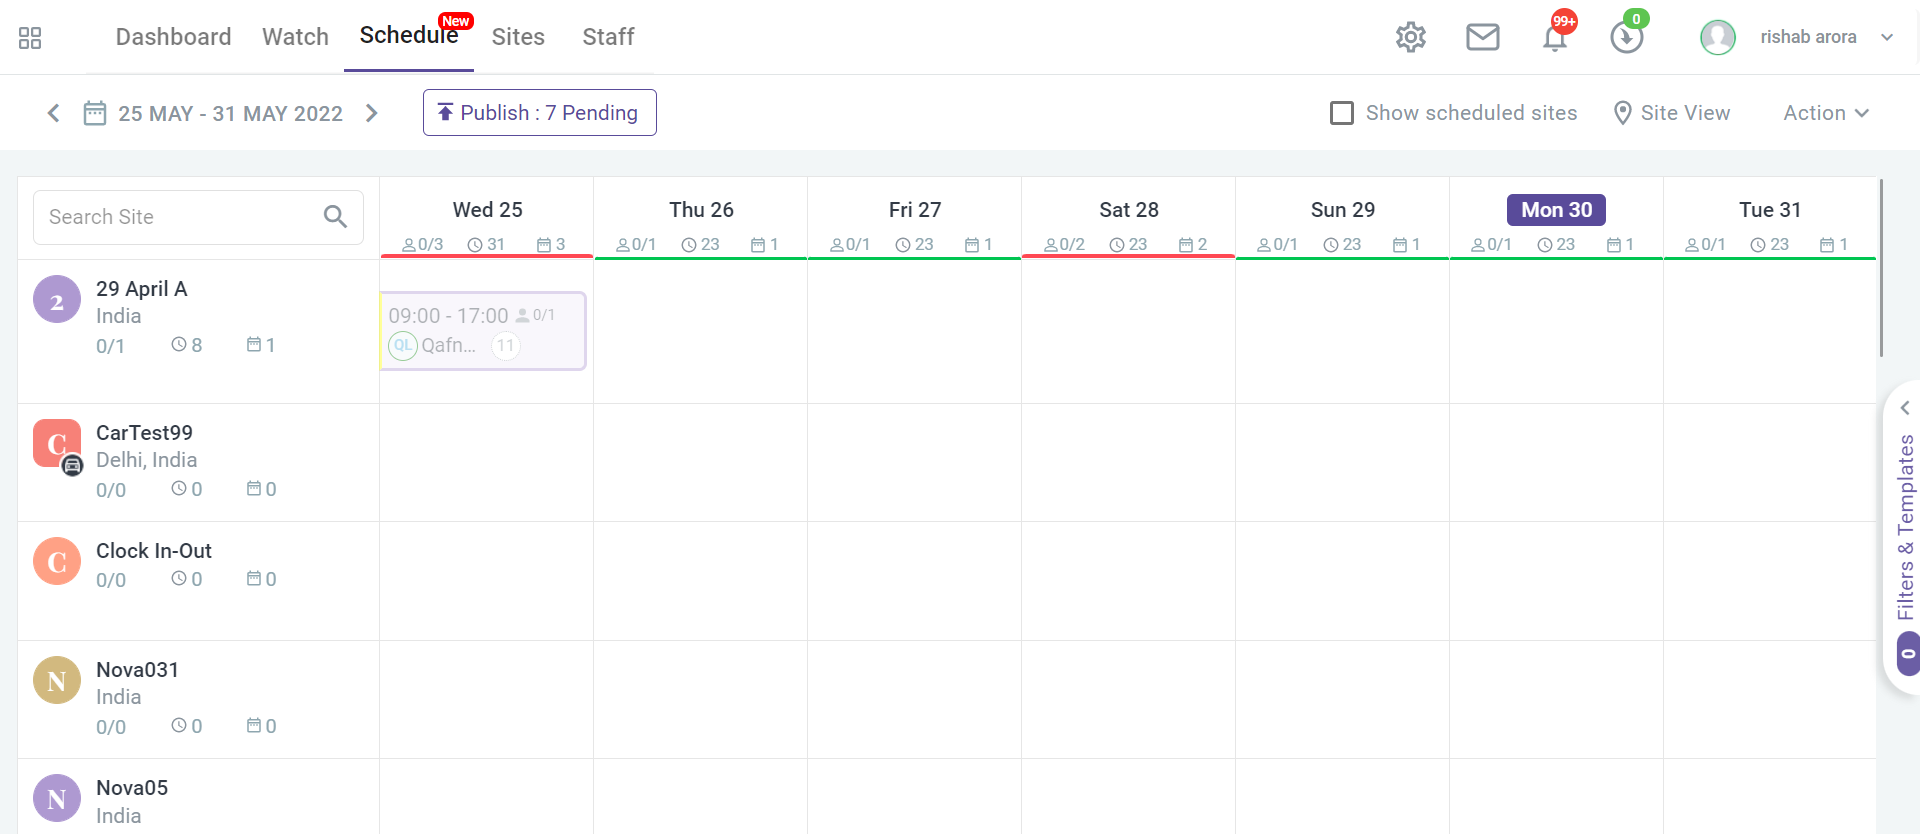 Dashboard Watch Schedule New Sites Staff 99+ 0 rishab arora
25 MAY - 31 MAY 2022 Publish : 7 Pending Show scheduled sites Site View Action
Search Site Wed 25 Thu 26 Fri 27 Sat 28 Sun 29 Mon 30 Tue 31
0/3 31 3 0/1 23 1 0/1 23 1 0/2 23 2 0/1 23 1 0/1 23 1 0/1 23 1
2 29 April A
India
0/1 8 1
09:00 - 17:00 0/1
QL Qafn... 11
C CarTest99
Delhi, India
0/0 0 0
C Clock In-Out
0/0 0 0
N Nova031
India
0/0 0 0
N Nova05
India
Filters & Templates
0